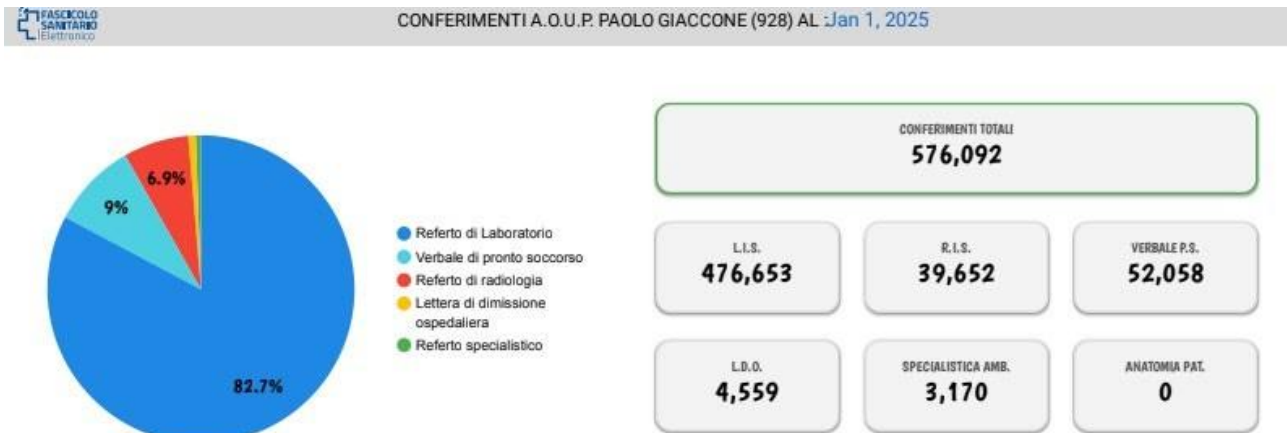 FASCICOLO
SANITARIO
Elettronico
CONFERIMENTI A.O.U.P. PAOLO GIACCONE (928) AL :Jan 1, 2025
6.9%
9%
82.7%
Referto di Laboratorio
Verbale di pronto soccorso
Referto di radiologia
Lettera di dimissione
ospedaliera
Referto specialistico
CONFERIMENTI TOTALI
576,092
L.I.S.
476,653
R.I.S.
39,652
VERBALE P.S.
52,058
L.D.O.
4,559
SPECIALISTICA AMB.
3,170
ANATOMIA PAT.
0